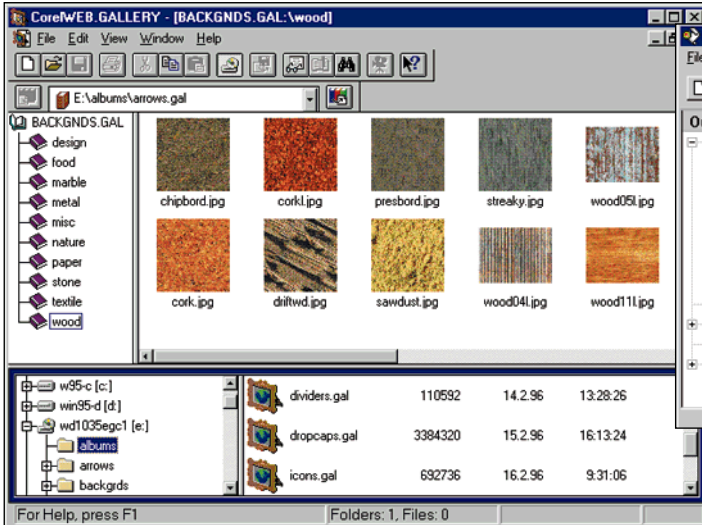 CorelWEB.GALLERY - [BACKGNDS.GAL:\wood]
File Edit View Window Help
E:\albums\arrows.gal
BACKGNDS.GAL
design
food
marble
metal
misc
nature
paper
stone
textile
wood
chipbord.jpg corkl.jpg presbord.jpg streaky.jpg wood05l.jpg
cork.jpg driftwd.jpg sawdust.jpg wood04l.jpg wood11l.jpg
w95-c [c:]
win95-d [d:]
wd1035egc1 [e:]
albums
arrows
backgrds
dividers.gal 110592 14.2.96 13:28:26
dropcaps.gal 3384320 15.2.96 16:13:24
icons.gal 692736 16.2.96 9:31:06
For Help, press F1 Folders: 1, Files: 0